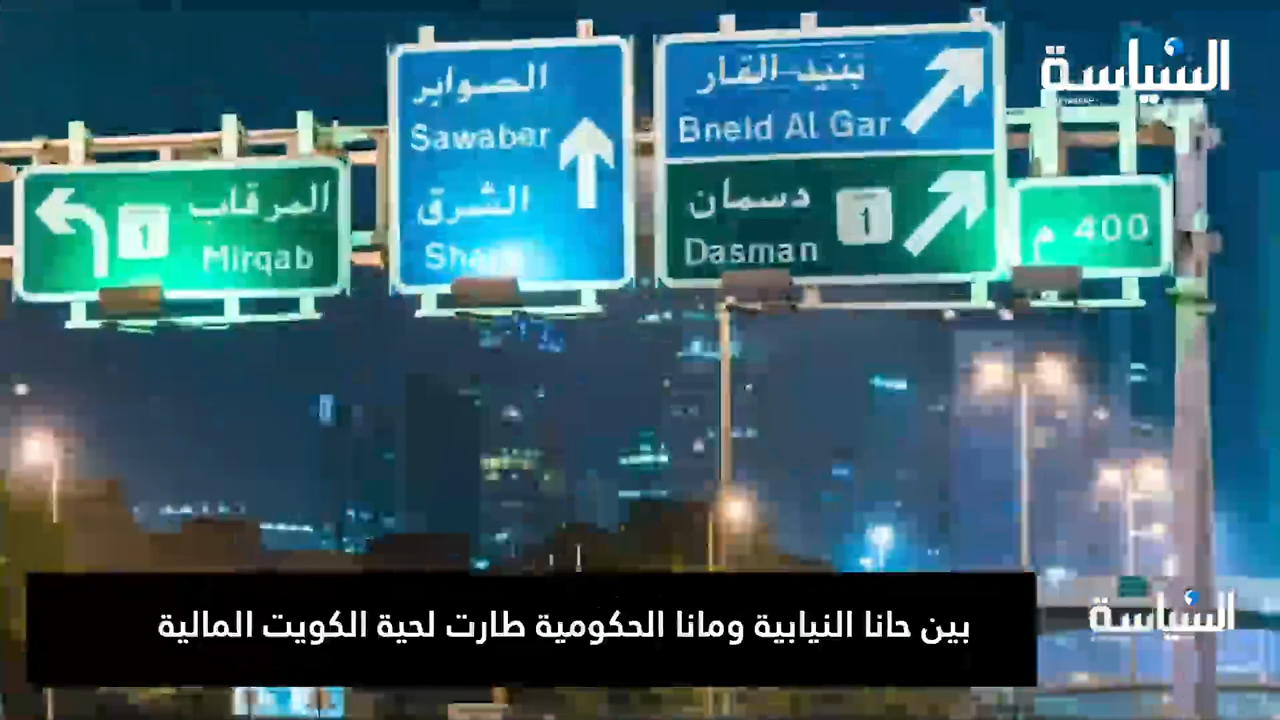 السياسة
الصوابر
Sawaber
الشرق
بنيد القار
Bneid Al Gar
دسمان
1
Dasman
المرقاب
1
Mirqab
400 م
بين حانا النيابية ومانا الحكومية طارت لحية الكويت المالية
السياسة